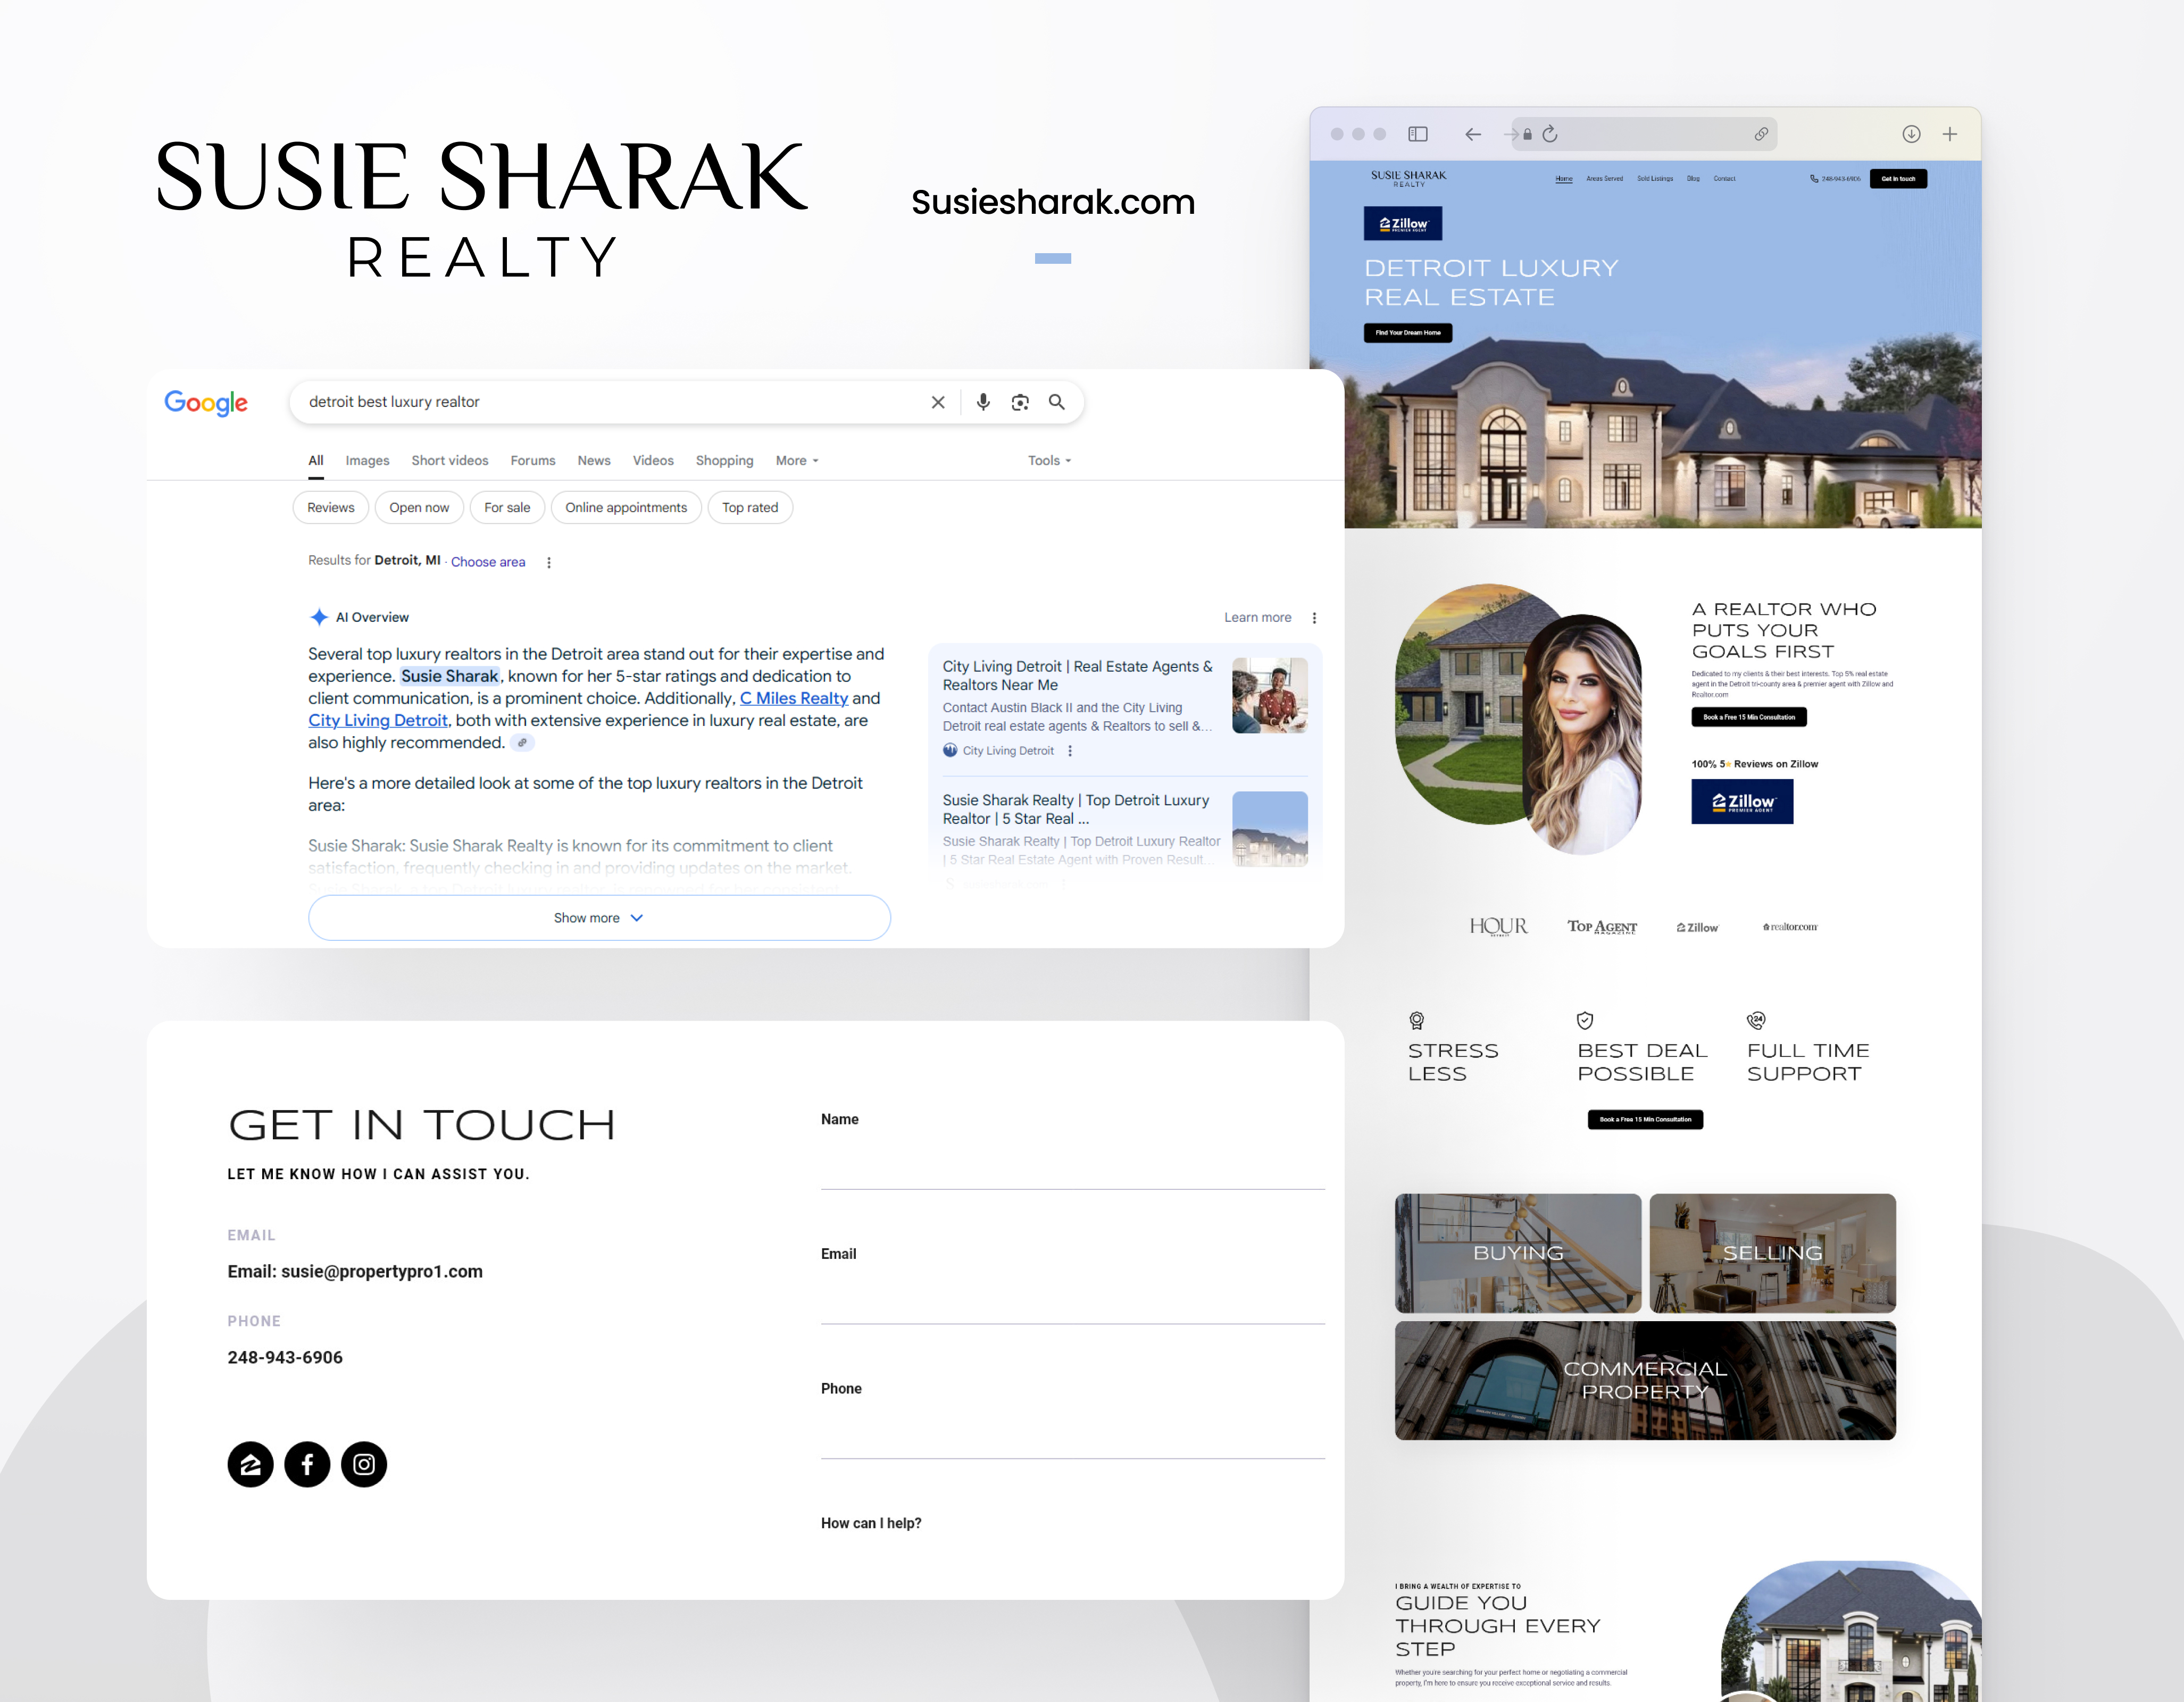 SUSIE SHARAK
REALTY
Susiesharak.com
Google
detroit best luxury realtor
All Images Short videos Forums News Videos Shopping More Tools
Reviews Open now For sale Online appointments Top rated
Results for Detroit, MI · Choose area
AI Overview
Learn more
Several top luxury realtors in the Detroit area stand out for their expertise and
experience. Susie Sharak, known for her 5-star ratings and dedication to
client communication, is a prominent choice. Additionally, C Miles Realty and
City Living Detroit, both with extensive experience in luxury real estate, are
also highly recommended.
Here's a more detailed look at some of the top luxury realtors in the Detroit
area:
Susie Sharak: Susie Sharak Realty is known for its commitment to client
satisfaction, frequently checking in and providing updates on the market.
Show more
City Living Detroit | Real Estate Agents &
Realtors Near Me
Contact Austin Black II and the City Living
Detroit real estate agents & Realtors to sell &...
City Living Detroit
Susie Sharak Realty | Top Detroit Luxury
Realtor | 5 Star Real ...
Susie Sharak Realty | Top Detroit Luxury Realtor
| 5 Star Real Estate Agent with Proven Result...
GET IN TOUCH
LET ME KNOW HOW I CAN ASSIST YOU.
EMAIL
Email: susie@propertypro1.com
PHONE
248-943-6906
Name
Email
Phone
How can I help?
SUSIE SHARAK
REALTY
Home Areas Served Sold Listings Blog Contact
248-943-6906
Get In touch
Zillow
PREMIER AGENT
DETROIT LUXURY
REAL ESTATE
Find Your Dream Home
A REALTOR WHO
PUTS YOUR
GOALS FIRST
Dedicated to my clients & their best interests. Top 5% real estate
agent in the Detroit tri-county area & premier agent with Zillow and
Realtor.com
Book a Free 15 Min Consultation
100% 5⭐ Reviews on Zillow
Zillow
PREMIER AGENT
HOUR
DETROIT
TOP AGENT
MAGAZINE
Zillow
realtor.com
24
STRESS
LESS
BEST DEAL
POSSIBLE
FULL TIME
SUPPORT
Book a Free 15 Min Consultation
BUYING
SELLING
COMMERCIAL
PROPERTY
I BRING A WEALTH OF EXPERTISE TO
GUIDE YOU
THROUGH EVERY
STEP
Whether you're searching for your perfect home or negotiating a commercial
property, I'm here to ensure you receive exceptional service and results.